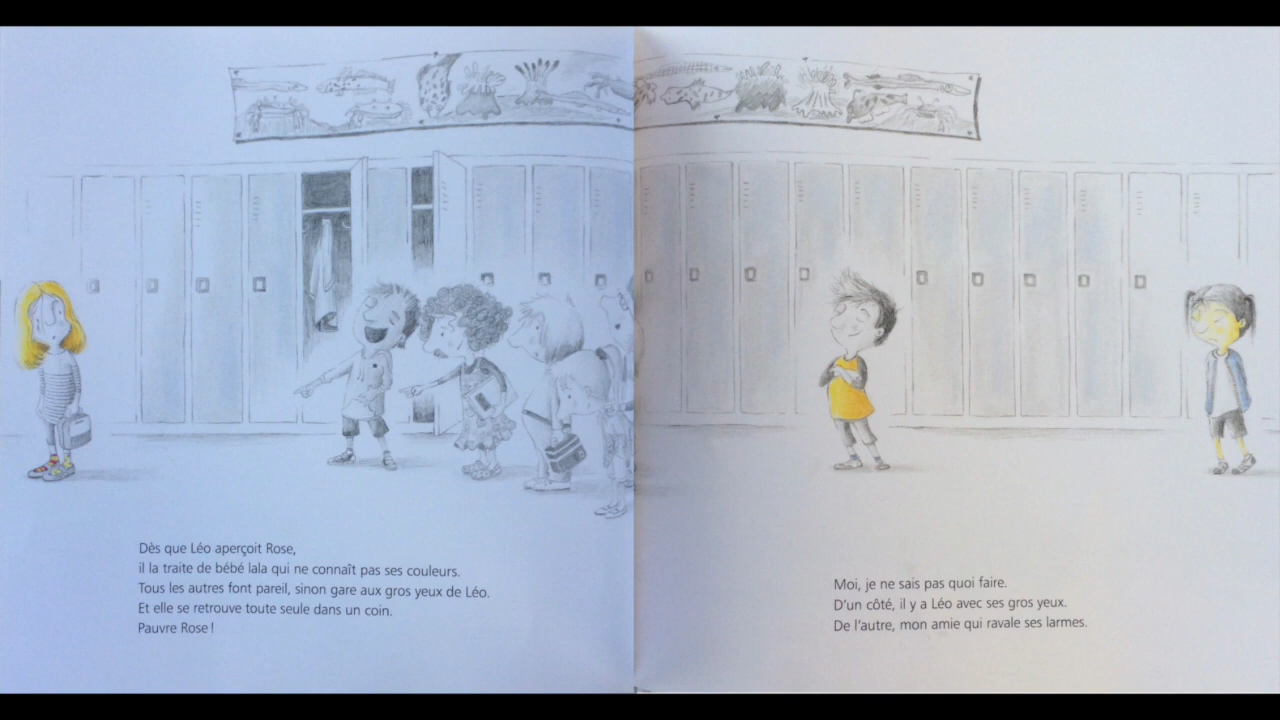 Dès que Léo aperçoit Rose,
il la traite de bébé lala qui ne connaît pas ses couleurs.
Tous les autres font pareil, sinon gare aux gros yeux de Léo.
Et elle se retrouve toute seule dans un coin.
Pauvre Rose !
Moi, je ne sais pas quoi faire.
D'un côté, il y a Léo avec ses gros yeux.
De l'autre, mon amie qui ravale ses larmes.